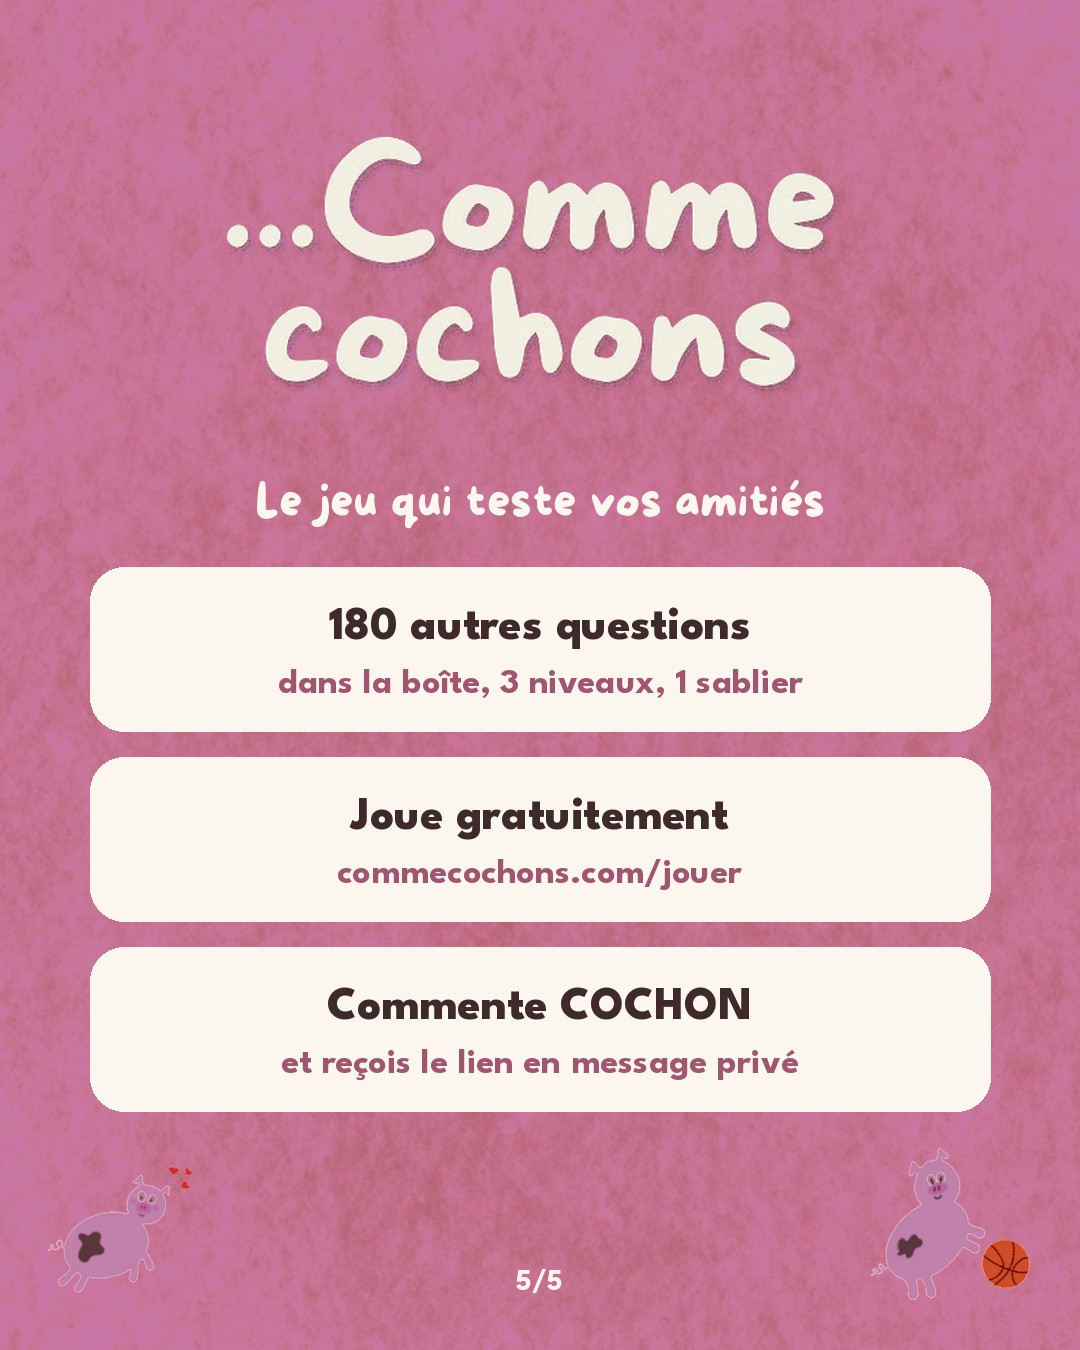 ...Comme
cochons
Le jeu qui teste vos amitiés
180 autres questions
dans la boîte, 3 niveaux, 1 sablier
Joue gratuitement
commecochons.com/jouer
Commente COCHON
et reçois le lien en message privé
5/5